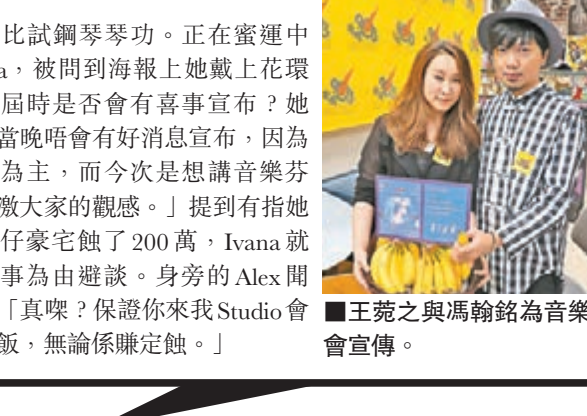 比試鋼琴琴功。正在蜜運中
a，被問到海報上她戴上花環
屆時是否會有喜事宣布？她
當晚唔會有好消息宣布，因為
為主，而今次是想講音樂芬
激大家的觀感。」提到有指她
仔豪宅蝕了200萬，Ivana就
事為由避談。身旁的Alex聞
「真㗎？保證你來我Studio會
飯，無論係賺定蝕。」
■王菀之與馮翰銘為音樂
會宣傳。